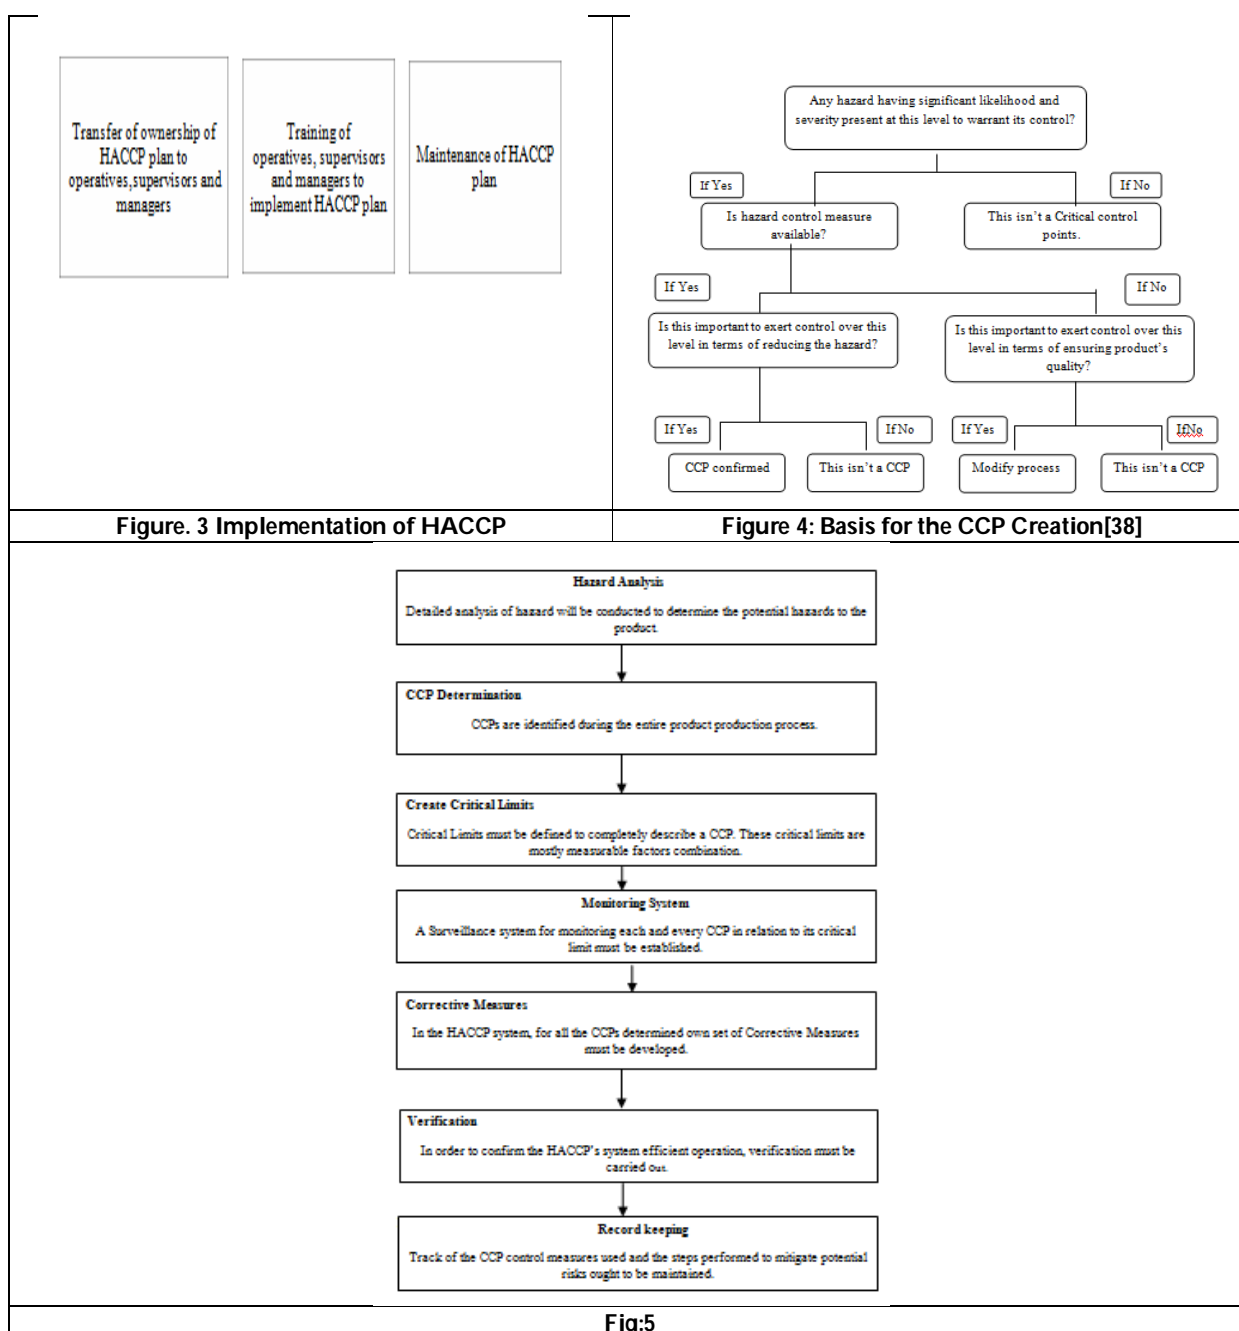 Transfer of ownership of
HACCP plan to
operatives,supervisors and
managers
Training of
operatives, supervisors
and managers to
implement HACCP plan
Maintenance of HACCP
plan
Any hazard having significant likelihood and
severity present at this level to warrant its control?
If Yes
If No
Is hazard control measure
available?
This isn't a Critical control
points.
If Yes
If No
Is this important to exert control over this
level in terms of reducing the hazard?
Is this important to exert control over this
level in terms of ensuring product's
quality?
If Yes
If No
If Yes
IfNo
CCP confirmed
This isn't a CCP
Modify process
This isn't a CCP
Figure. 3 Implementation of HACCP
Figure 4: Basis for the CCP Creation[38]
Hazard Analysis
Detailed analysis of hazard will be conducted to determine the potential hazards to the
product.
CCP Determination
CCPs are identified during the entire product production process.
Create Critical Limits
Critical Limits must be defined to completely describe a CCP. These critical limits are
mostly measurable factors combination.
Monitoring System
A Surveillance system for monitoring each and every CCP in relation to its critical
limit must be established.
Corrective Measures
In the HACCP system, for all the CCPs determined own set of Corrective Measures
must be developed.
Verification
In order to confirm the HACCP's system efficient operation, verification must be
carried out.
Record keeping
Track of the CCP control measures used and the steps performed to mitigate potential
risks ought to be maintained.
Fig:5